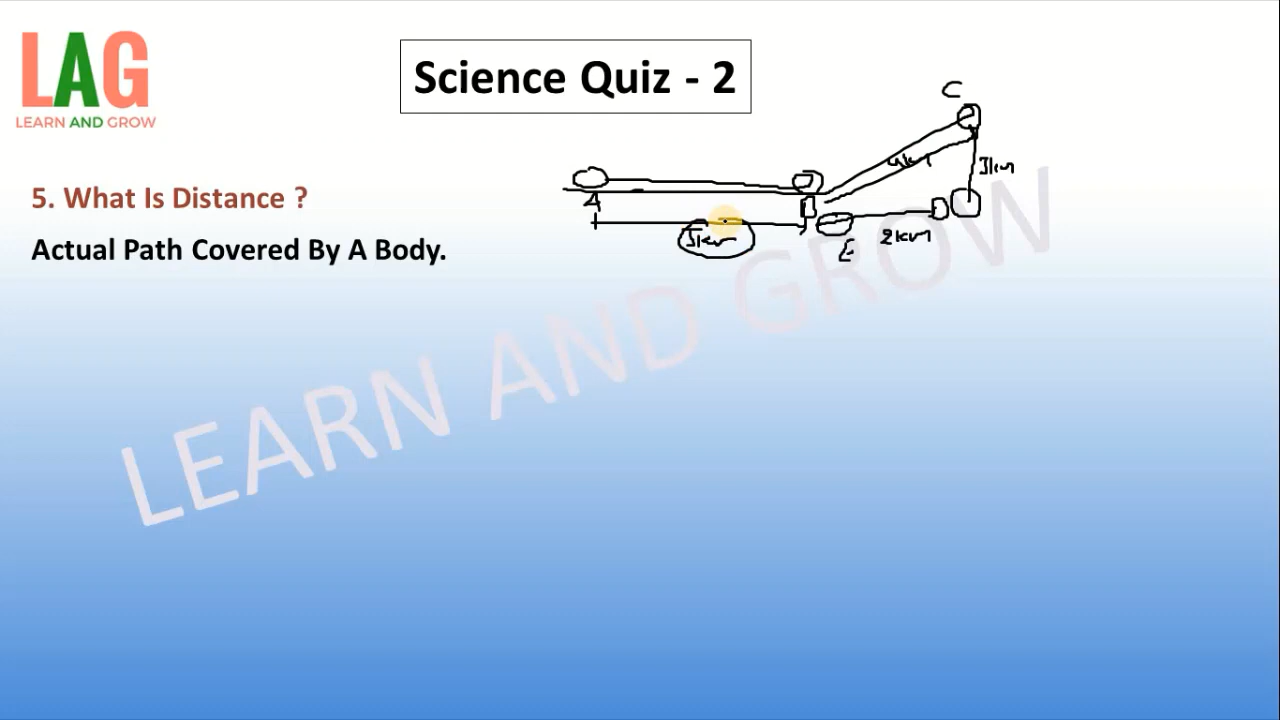 LAG
LEARN AND GROW
Science Quiz - 2
5. What Is Distance ?
Actual Path Covered By A Body.
C
A
E
2km
LEARN AND GROW